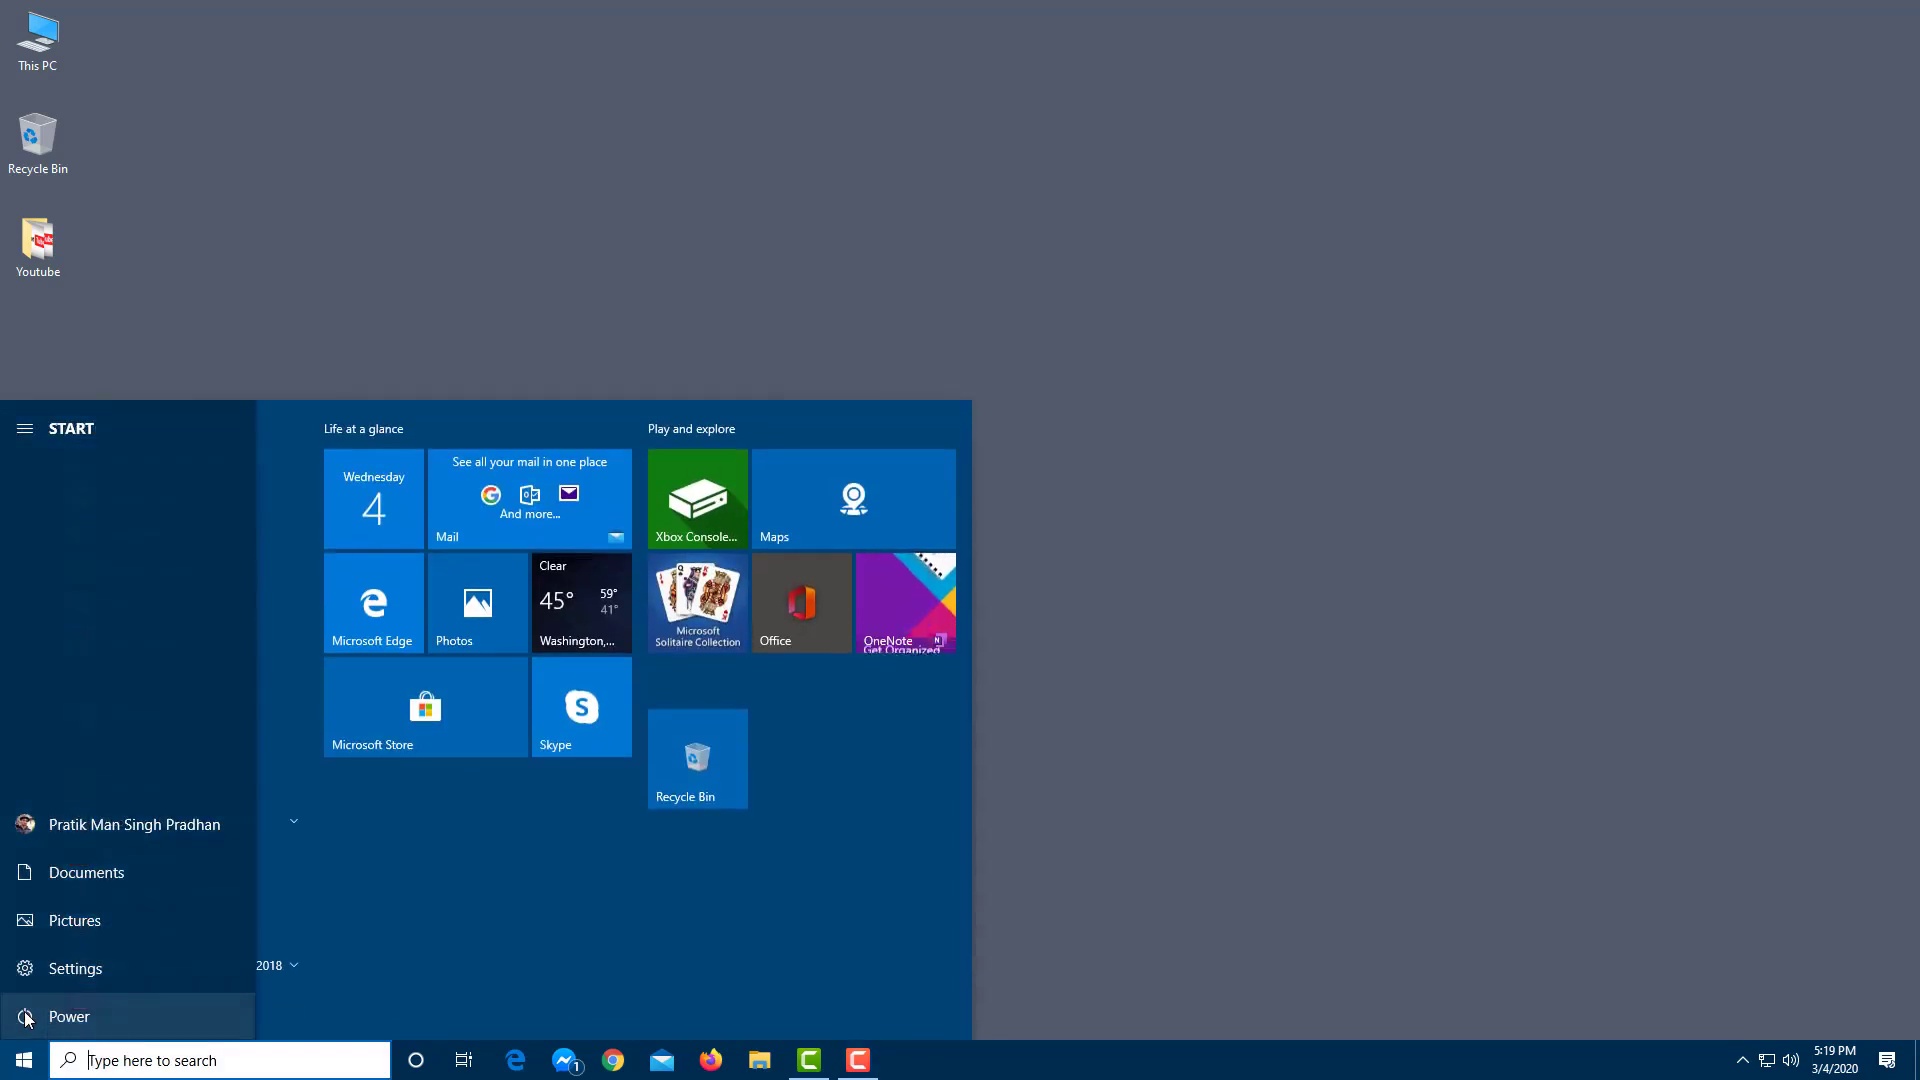 This PC
Recycle Bin
Youtube
START
Pratik Man Singh Pradhan
Documents
Pictures
Settings
Power
2018
Life at a glance
Wednesday
4
See all your mail in one place
And more...
Mail
Microsoft Edge
Photos
Clear
45°
59°
41°
Washington,...
Microsoft Store
Skype
Play and explore
Xbox Console...
Maps
Microsoft
Solitaire Collection
Office
OneNote
Get Organized
Recycle Bin
Type here to search
1
5:19 PM
3/4/2020